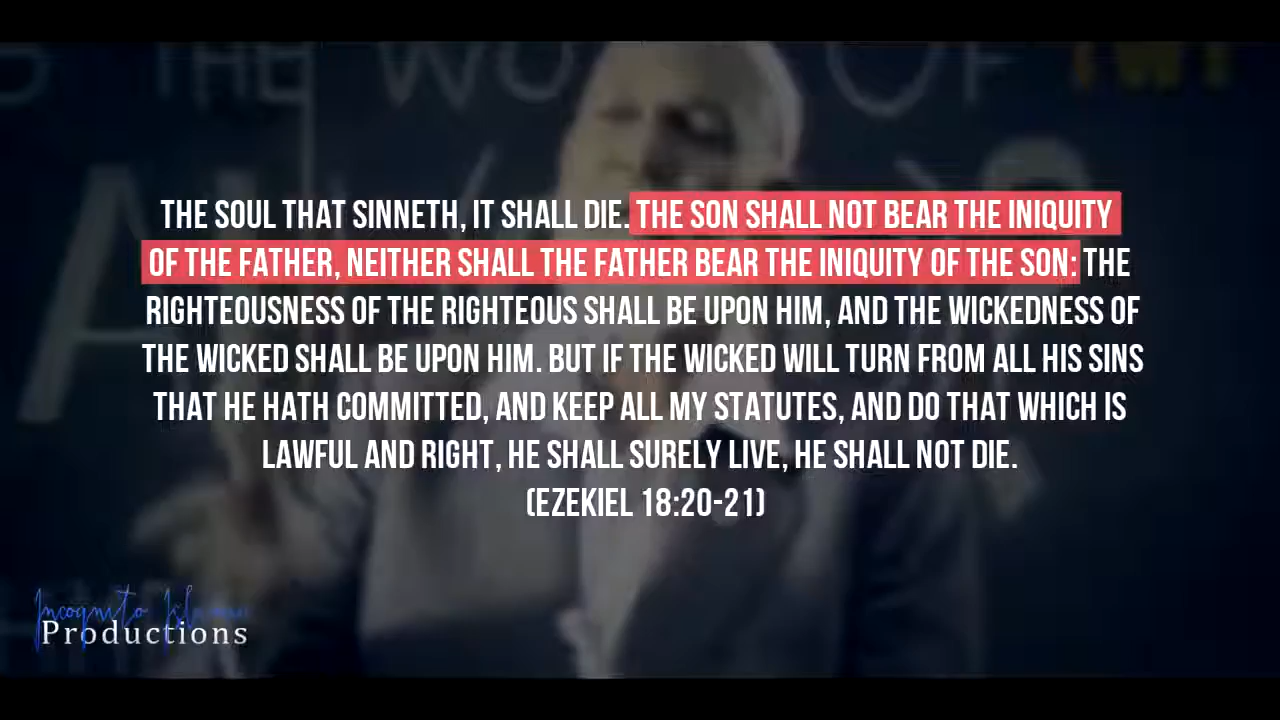 THE WO OF
THE SOUL THAT SINNETH, IT SHALL DIE. THE SON SHALL NOT BEAR THE INIQUITY
OF THE FATHER, NEITHER SHALL THE FATHER BEAR THE INIQUITY OF THE SON: THE
RIGHTEOUSNESS OF THE RIGHTEOUS SHALL BE UPON HIM, AND THE WICKEDNESS OF
THE WICKED SHALL BE UPON HIM. BUT IF THE WICKED WILL TURN FROM ALL HIS SINS
THAT HE HATH COMMITTED, AND KEEP ALL MY STATUTES, AND DO THAT WHICH IS
LAWFUL AND RIGHT, HE SHALL SURELY LIVE, HE SHALL NOT DIE.
(EZEKIEL 18:20-21)
Incognito
Productions